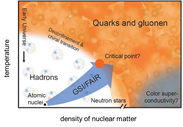 Early Universe
temperature
Quarks and gluonen
Deconfinement &
chiral transition
Critical point?
Hadrons
GSI/FAIR
Atomic
nuclei
Neutron stars
Color super-
conductivity?
density of nuclear matter